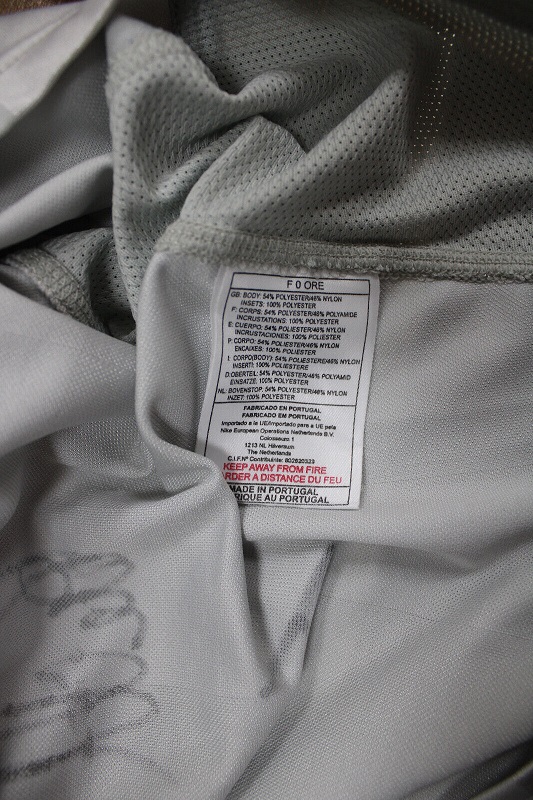 F 0 ORE
GB: BODY: 54% POLYESTER/46% NYLON
INSETS: 100% POLYESTER
F: CORPS: 54% POLYESTER/46% POLYAMIDE
INCRUSTATIONS: 100% POLYESTER
E: CUERPO: 54% POLIESTER/46% NYLON
INCRUSTACIONES: 100% POLIESTER
P: CORPO: 54% POLIESTER/46% NYLON
ENCAIXES: 100% POLIESTER
I: CORPO(BODY): 54% POLIESTERE/46% NYLON
INSERTI: 100% POLIESTERE
D:OBERTEL: 54% POLYESTER/46% POLYAMID
EINSATZE: 100% POLYESTER
NL: BOVENSTOP: 54% POLYESTER/46% NYLON
INZET: 100% POLYESTER
FABRICADO EN PORTUGAL
FABRICADO EM PORTUGAL
Importado a la UE/Importado para a UE pela
Nike European Operations Netherlands B.V.
Colosseum 1
1213 NL Hilversum
The Netherlands
C.I.F.Nº Contribuinte: 802620323
KEEP AWAY FROM FIRE
RDER A DISTANCE DU FEU
MADE IN PORTUGAL
RIQUE AU PORTUGAL